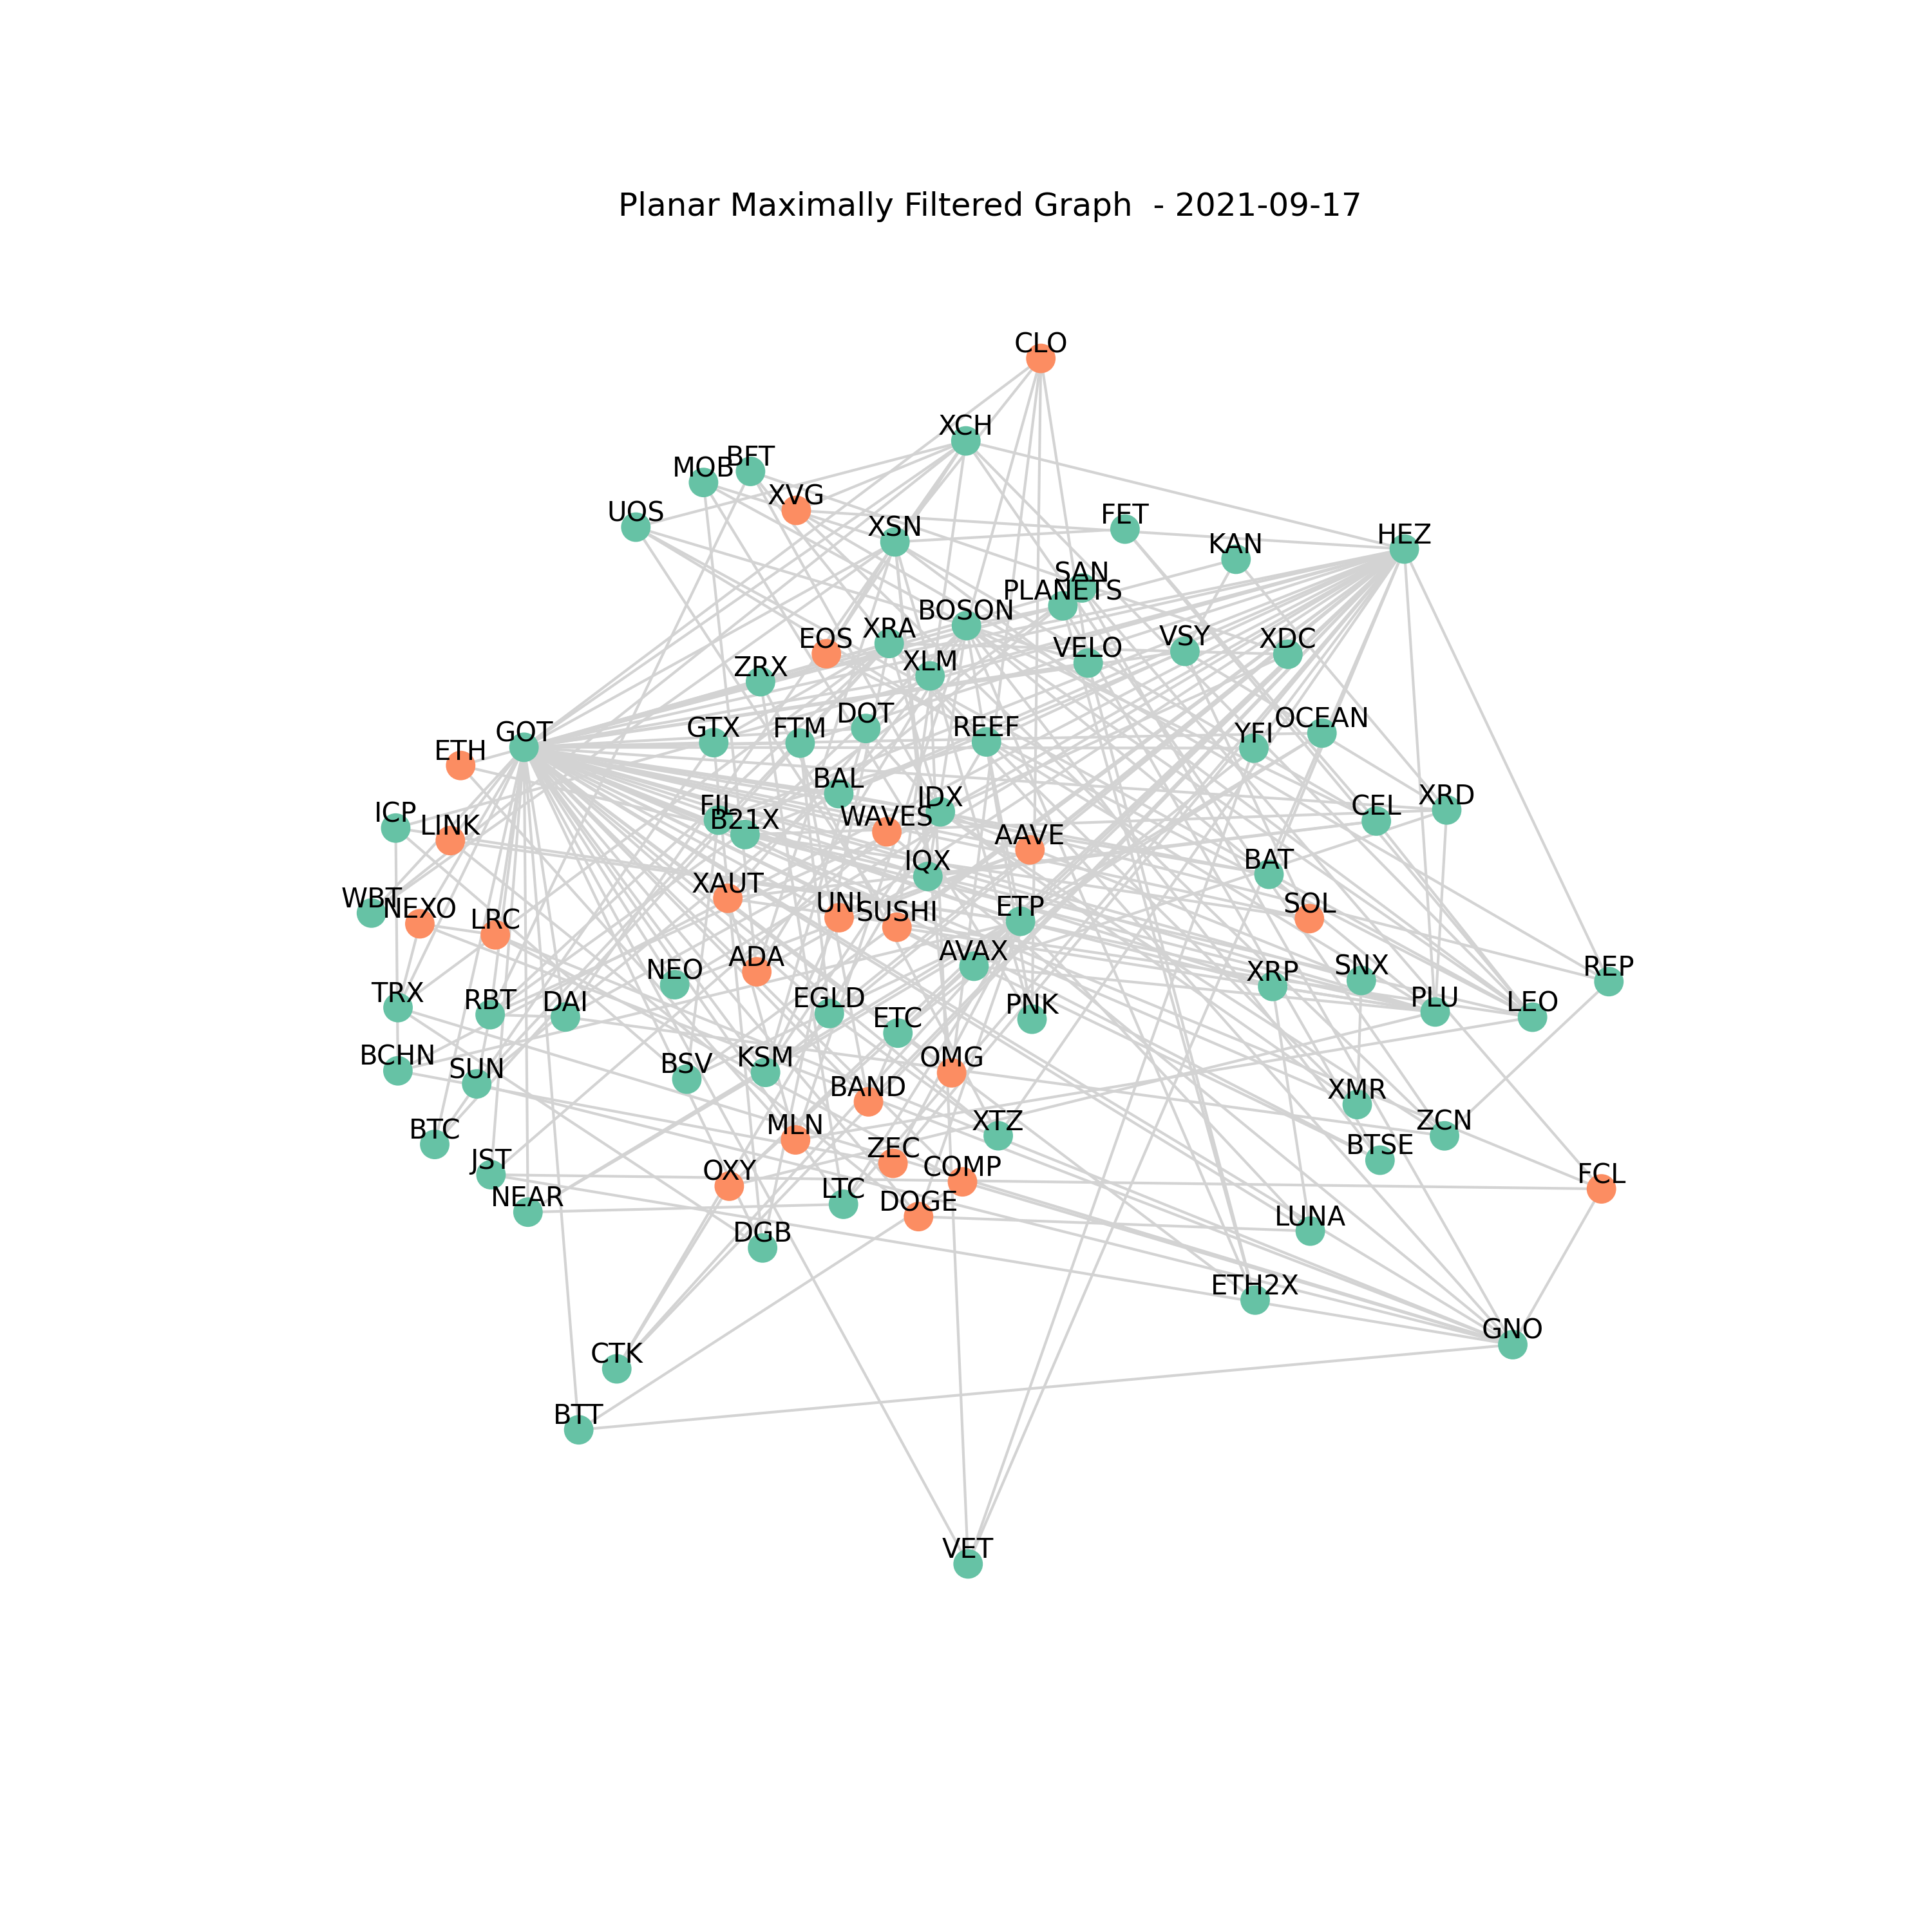 Planar Maximally Filtered Graph  - 2021-09-17
CLO
XCH
BFT
MOB
XVG
UOS
FET
XSN
HEZ
KAN
SAN
PLANETS
BOSON
XRA
EOS
VSY
XDC
VELO
XLM
ZRX
DOT
OCEAN
GTX
FTM
REEF
GOT
YFI
ETH
BAL
IDX
XRD
FIL
CEL
ICP
B21X
WAVES
LINK
AAVE
BAT
IQX
XAUT
WBT
UNI
SOL
NEXO
ETP
SUSHI
LRC
AVAX
ADA
SNX
REP
NEO
XRP
TRX
PLU
RBT
DAI
LEO
EGLD
PNK
ETC
BCHN
KSM
OMG
BSV
SUN
BAND
XMR
ZCN
XTZ
MLN
BTC
BTSE
ZEC
JST
COMP
FCL
OXY
LTC
NEAR
DOGE
LUNA
DGB
ETH2X
GNO
CTK
BTT
VET